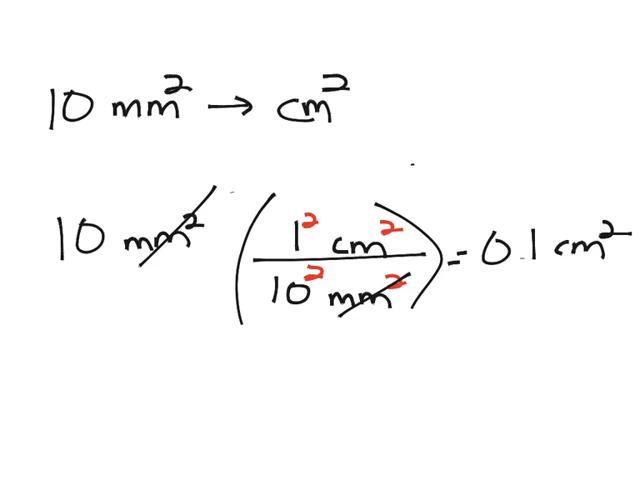 10 mm² → cm²
10 mm² (1² cm² / 10² mm²) = 0.1 cm²